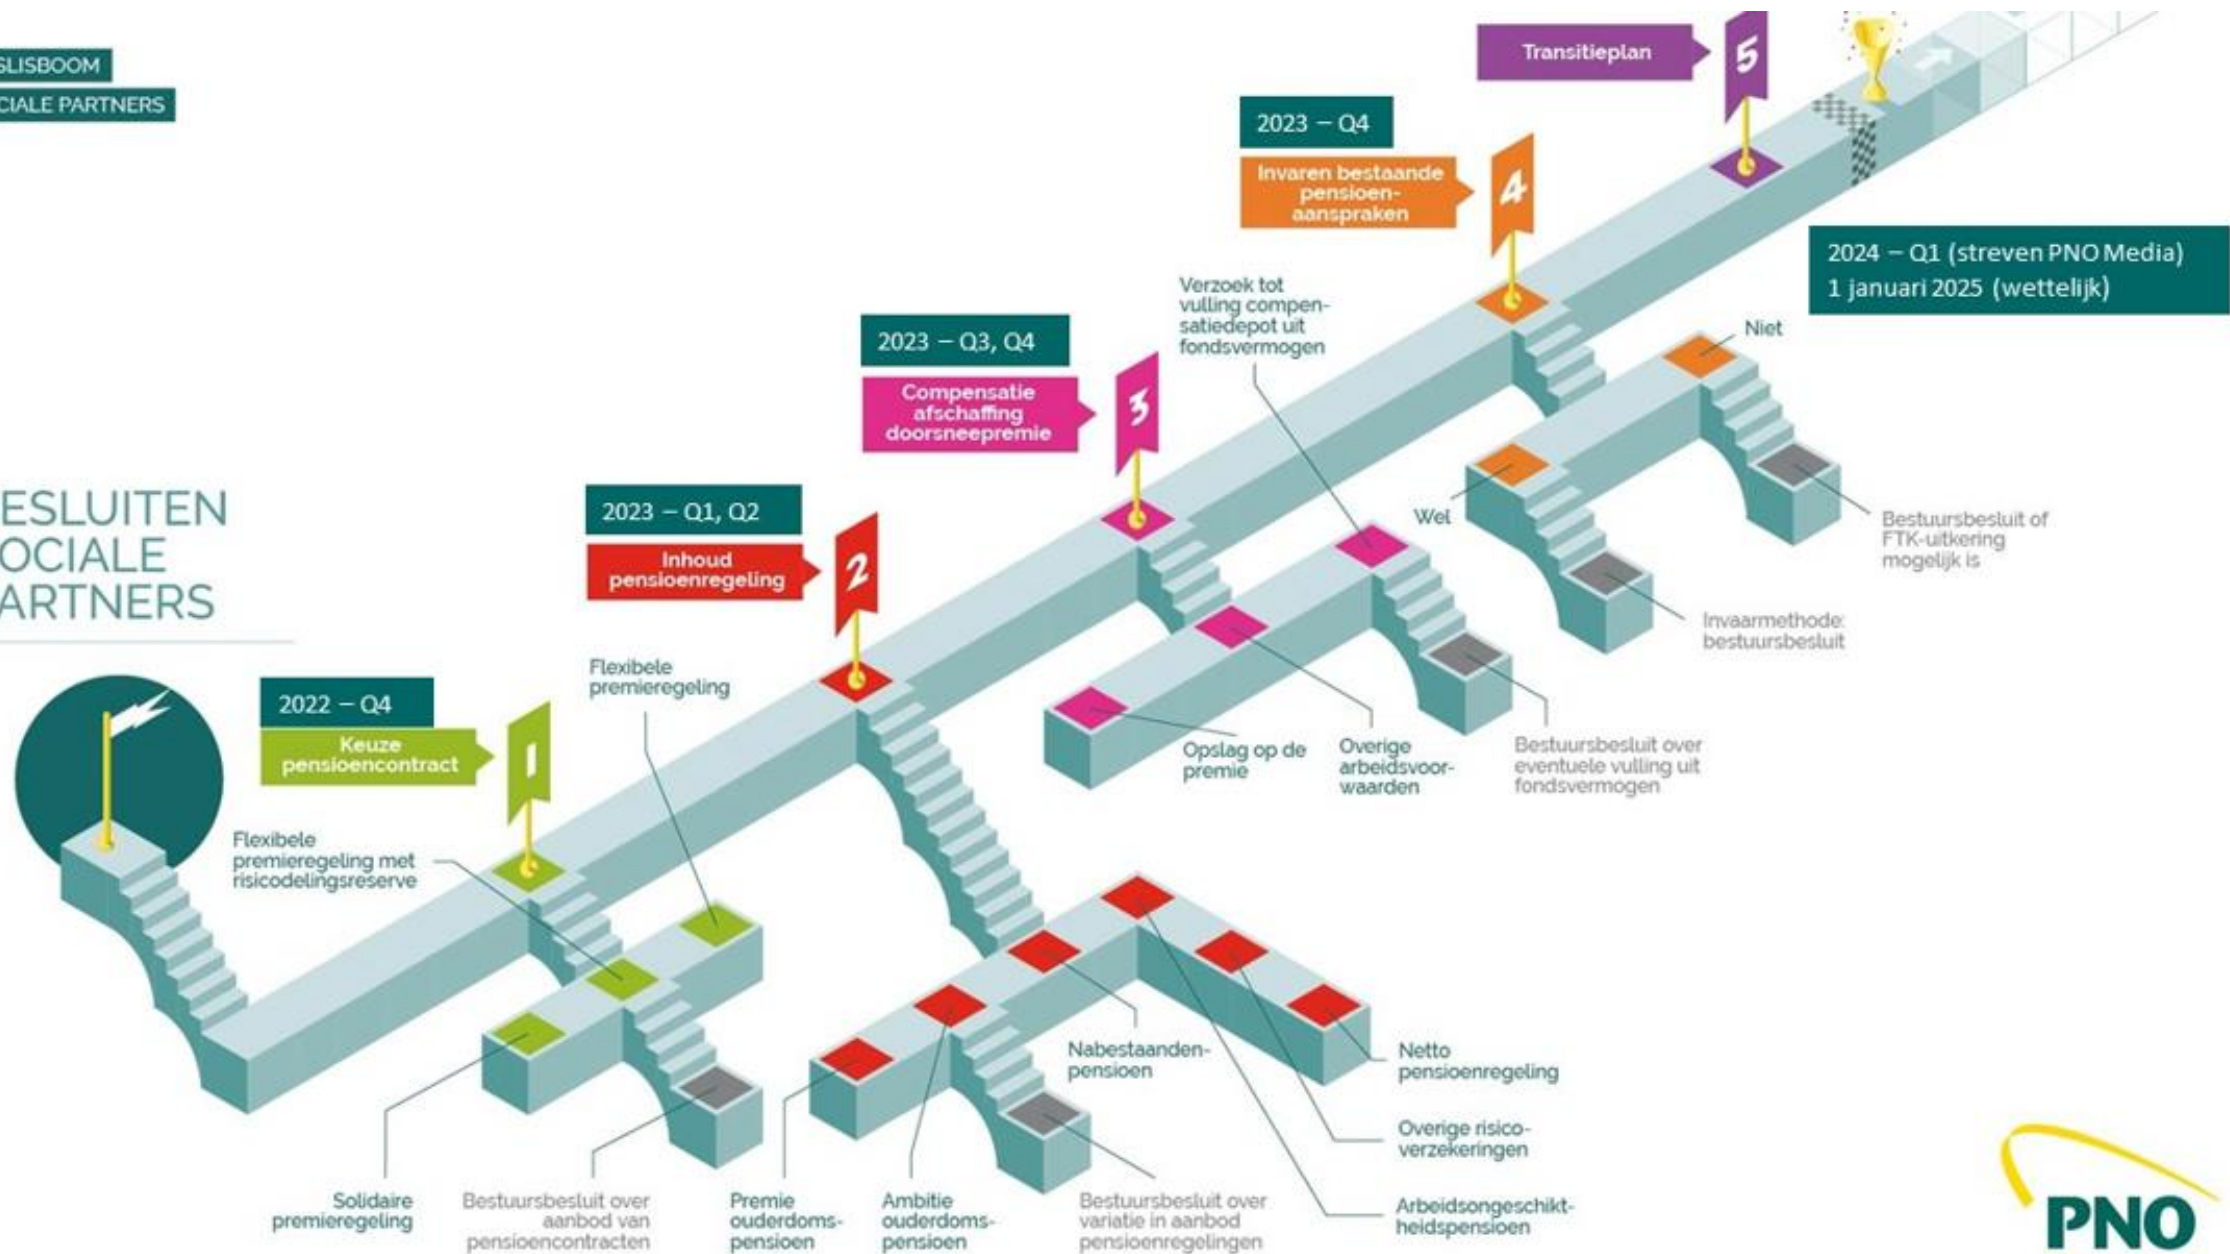 SLISBOOM
CIALE PARTNERS
ESLUITEN
OCIALE
ARTNERS
2022 – Q4
Keuze
pensioencontract
1
Flexibele
premieregeling met
risicodelingsreserve
Flexibele
premieregeling
Solidaire
premieregeling
Bestuursbesluit over
aanbod van
pensioencontracten
2023 – Q1, Q2
Inhoud
pensioenregeling
2
Premie
ouderdoms-
pensioen
Ambitie
ouderdoms-
pensioen
Bestuursbesluit over
variatie in aanbod
pensioenregelingen
Nabestaanden-
pensioen
Netto
pensioenregeling
Overige risico-
verzekeringen
Arbeidsongeschikt-
heidspensioen
2023 – Q3, Q4
Compensatie
afschaffing
doorsneepremie
3
Verzoek tot
vulling compen-
satiedepot uit
fondsvermogen
Opslag op de
premie
Overige
arbeidsvoor-
waarden
Bestuursbesluit over
eventuele vulling uit
fondsvermogen
2023 – Q4
Invaren bestaande
pensioen-
aanspraken
4
Niet
Wel
Bestuursbesluit of
FTK-uitkering
mogelijk is
Invaarmethode:
bestuursbesluit
Transitieplan
5
2024 – Q1 (streven PNO Media)
1 januari 2025 (wettelijk)
PNO